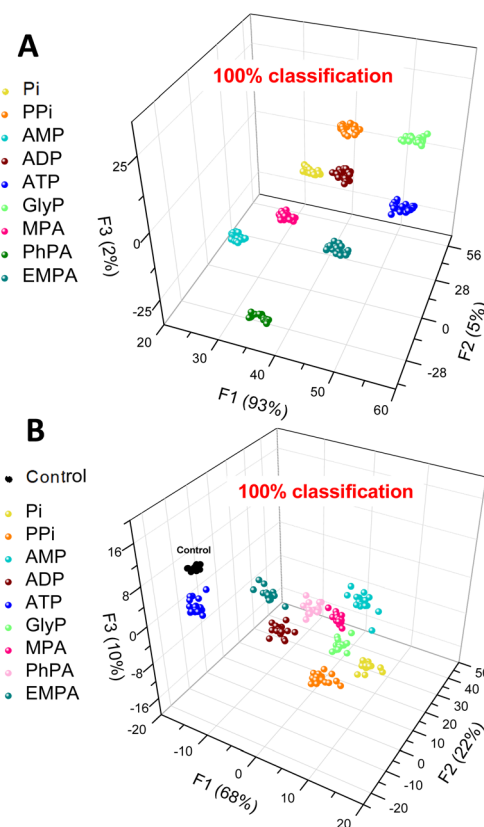 A
100% classification
Pi
PPi
AMP
ADP
ATP
GlyP
MPA
PhPA
EMPA
25
0
-25
F3 (2%)
20
30
40
50
60
F1 (93%)
56
28
0
-28
F2 (5%)
B
100% classification
Control
Pi
PPi
AMP
ADP
ATP
GlyP
MPA
PhPA
EMPA
Control
16
8
0
-8
-16
F3 (10%)
-20
-10
0
10
20
F1 (68%)
50
40
30
20
10
0
-10
-20
F2 (22%)